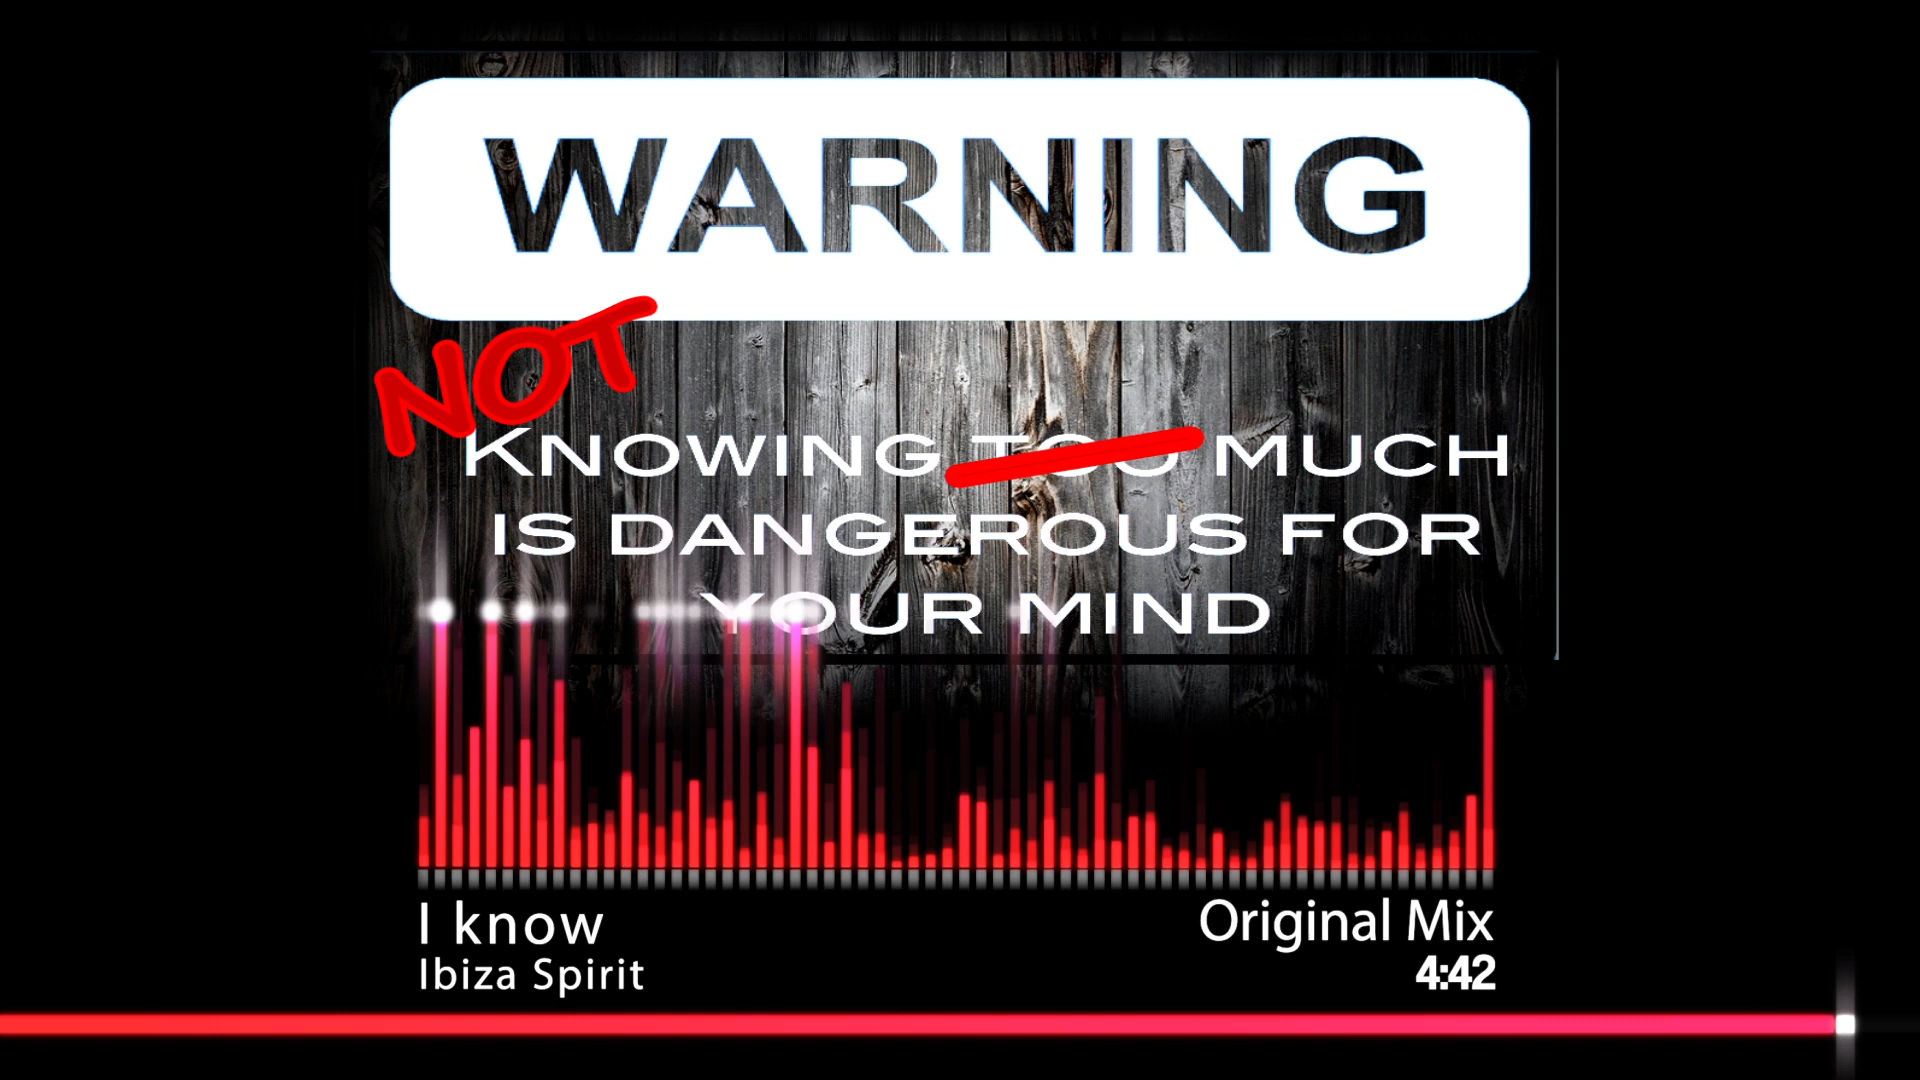 WARNING
NOT
KNOWING TOO MUCH
IS DANGEROUS FOR
YOUR MIND
I know
Original Mix
Ibiza Spirit
4:42